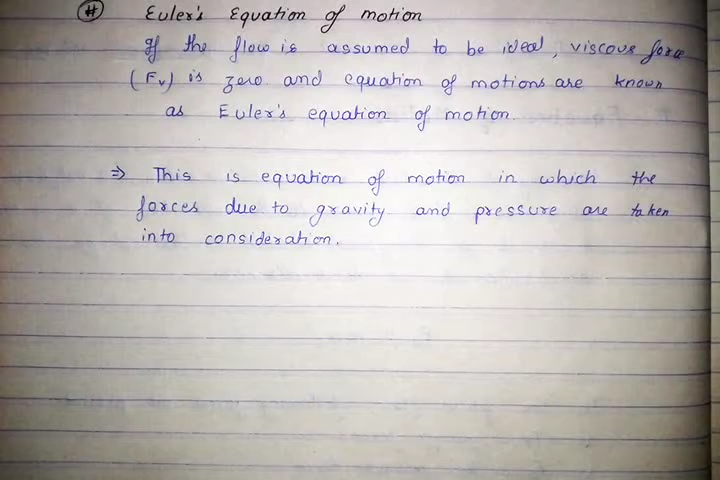 # Euler's Equation of motion
If the flow is assumed to be ideal, viscous force
(Fv) is zero and equation of motions are known
as Euler's equation of motion.
⇒ This is equation of motion in which the
forces due to gravity and pressure are taken
into consideration.